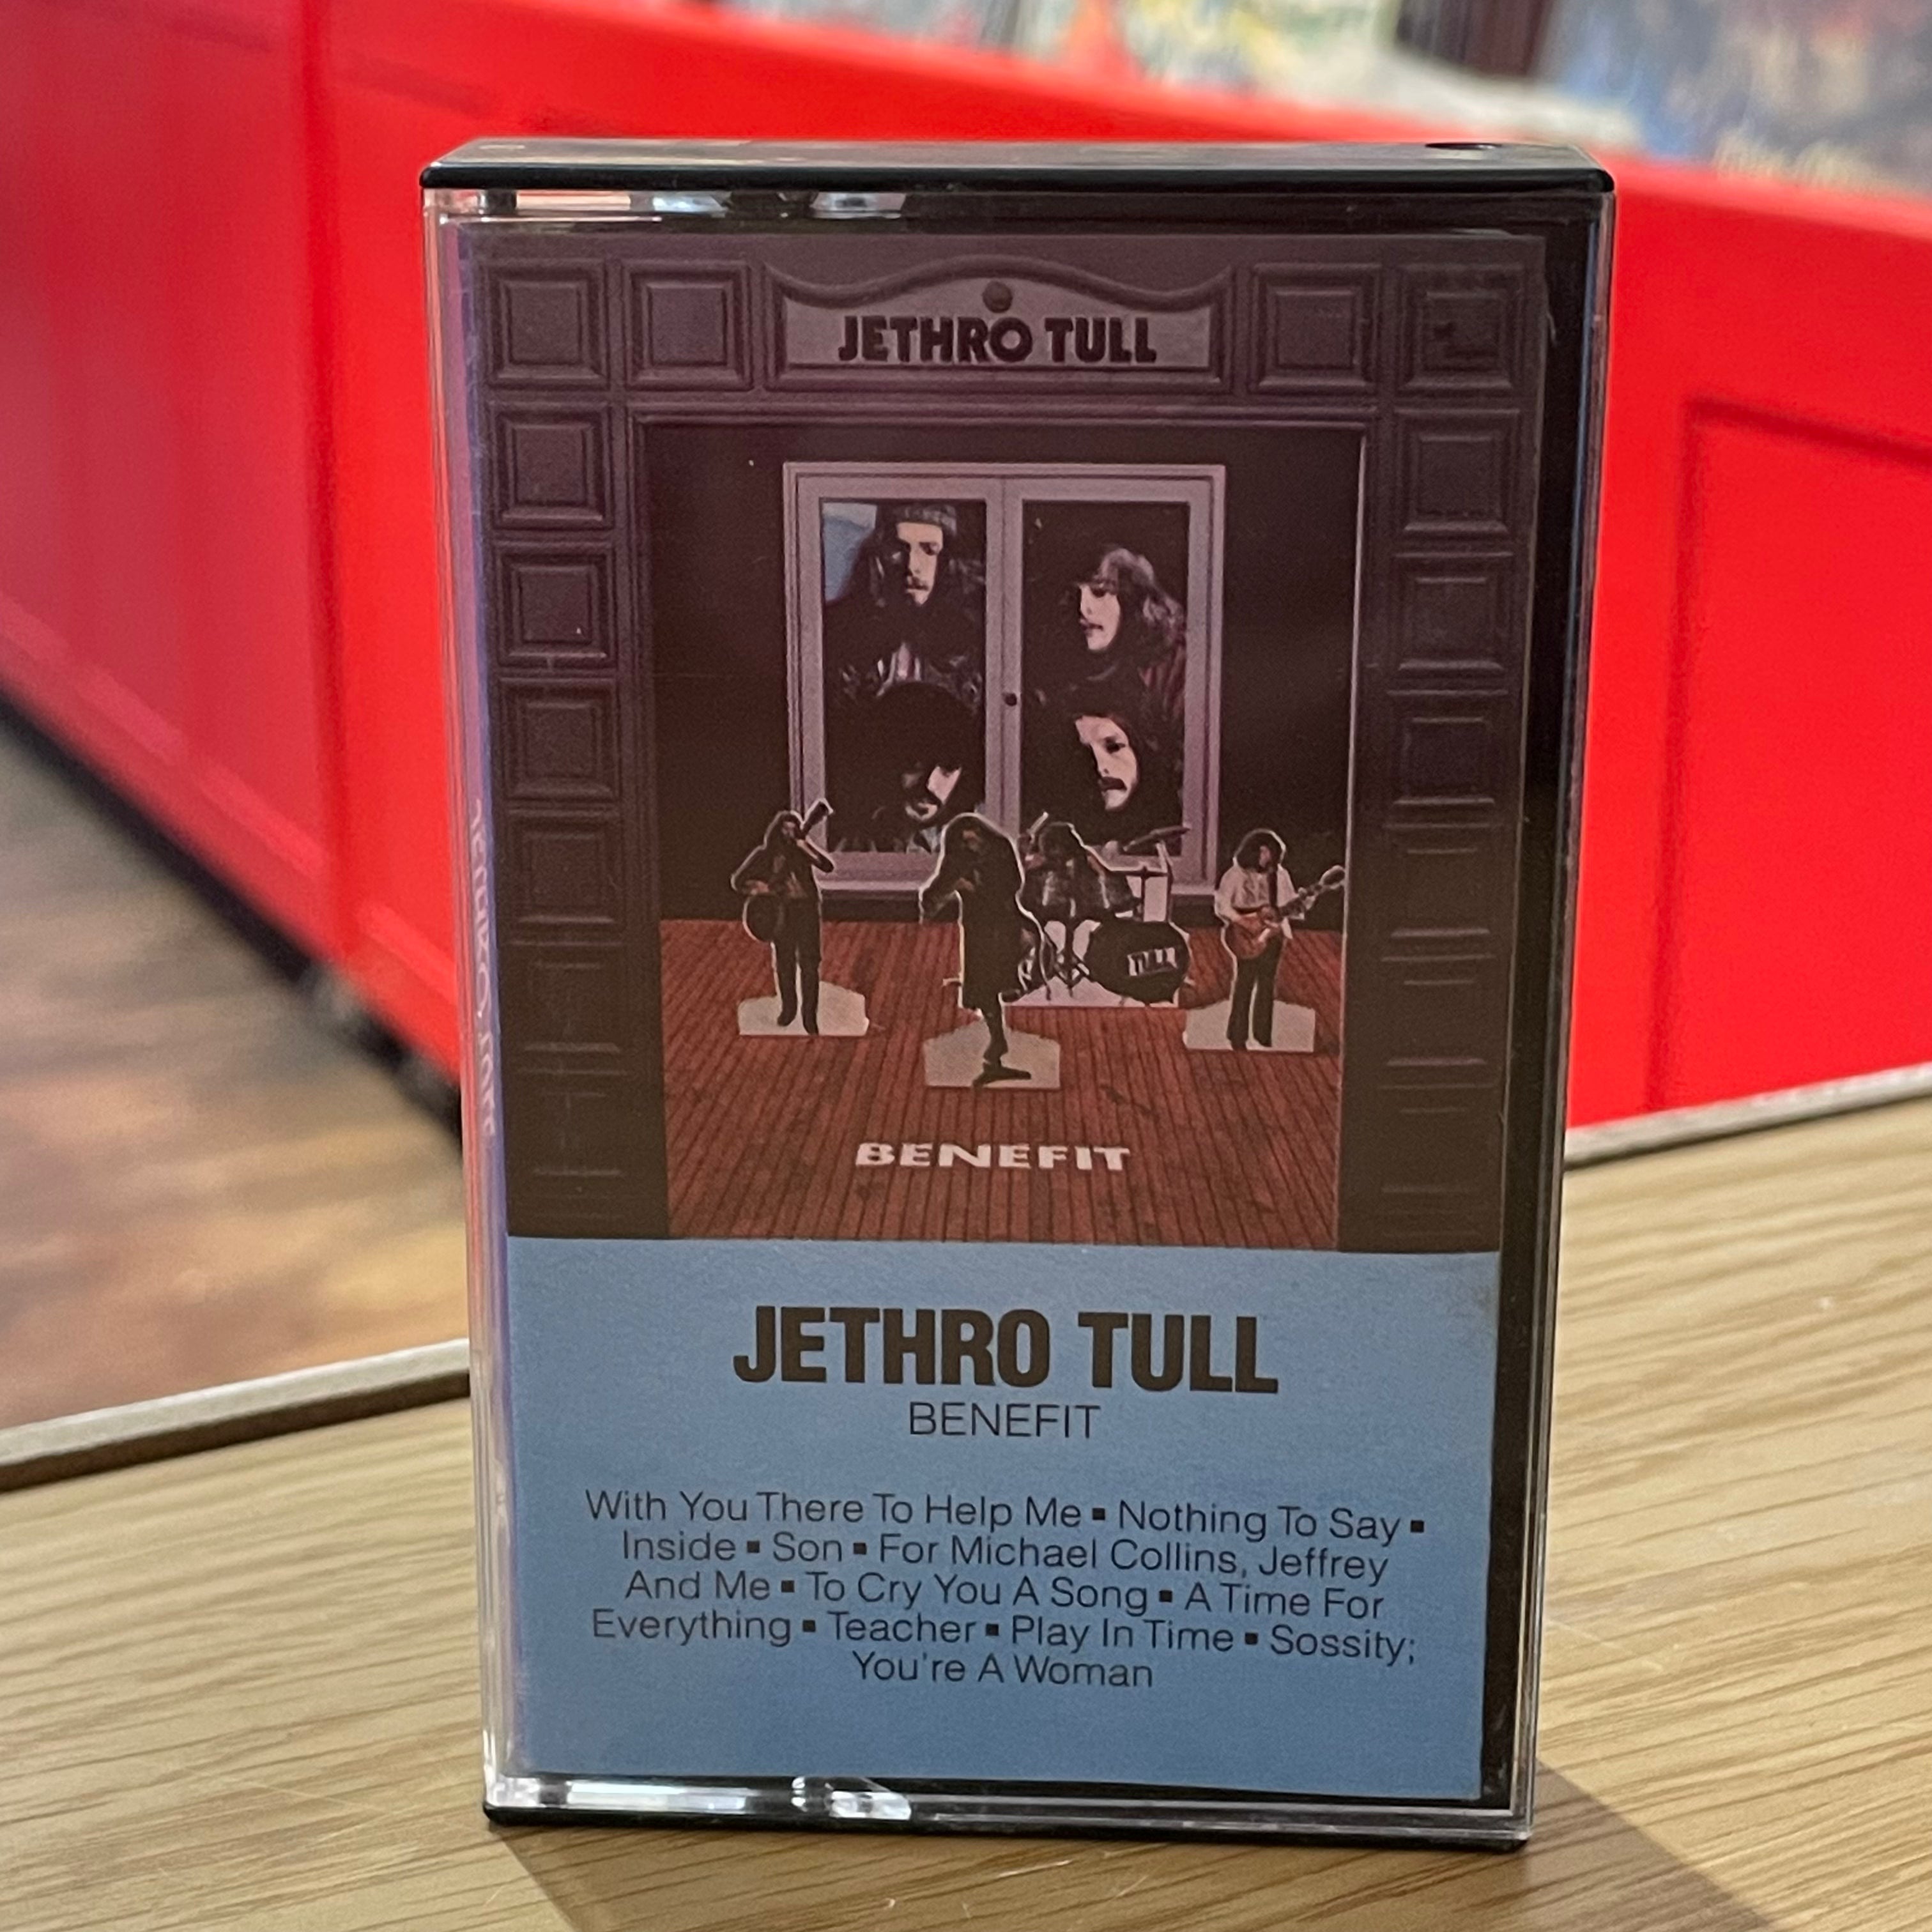 JETHRO TULL
TULL
BENEFIT
JETHRO TULL
JETHRO TULL
BENEFIT
With You There To Help Me ▪ Nothing To Say ▪
Inside ▪ Son ▪ For Michael Collins, Jeffrey
And Me ▪ To Cry You A Song ▪ A Time For
Everything ▪ Teacher ▪ Play In Time ▪ Sossity;
You're A Woman